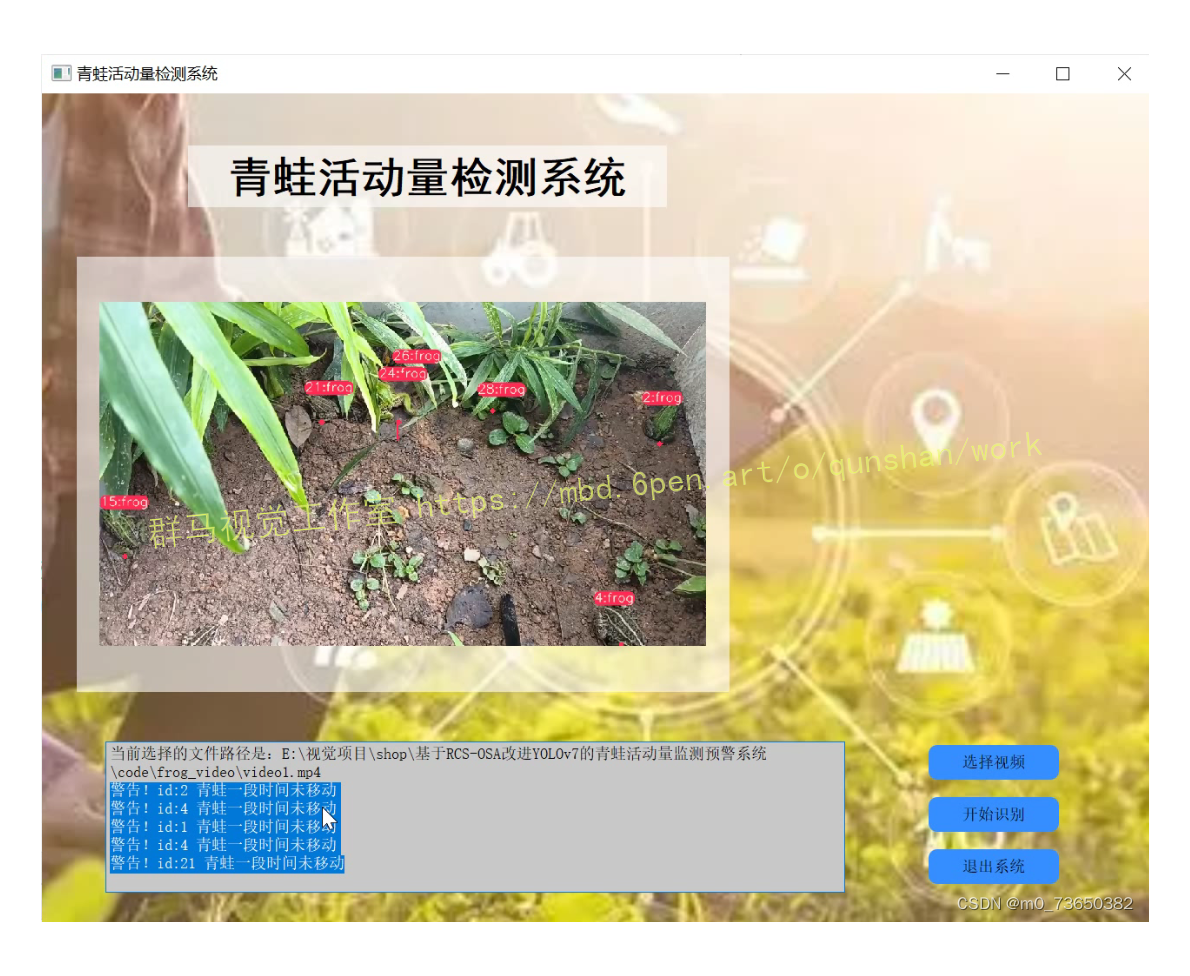 青蛙活动量检测系统
青蛙活动量检测系统
26:frog
24:frog
21:frog
28:frog
2:frog
15:frog
群马视觉工作室 https://mbd.6pen.art/o/qunshan/work
4:frog
当前选择的文件路径是：E:\视觉项目\shop\基于RCS-OSA改进YOLOv7的青蛙活动量监测预警系统
\code\frog_video\video1.mp4
警告！id:2 青蛙一段时间未移动
警告！id:4 青蛙一段时间未移动
警告！id:1 青蛙一段时间未移动
警告！id:4 青蛙一段时间未移动
警告！id:21 青蛙一段时间未移动
选择视频
开始识别
退出系统
CSDN @m0_73650382